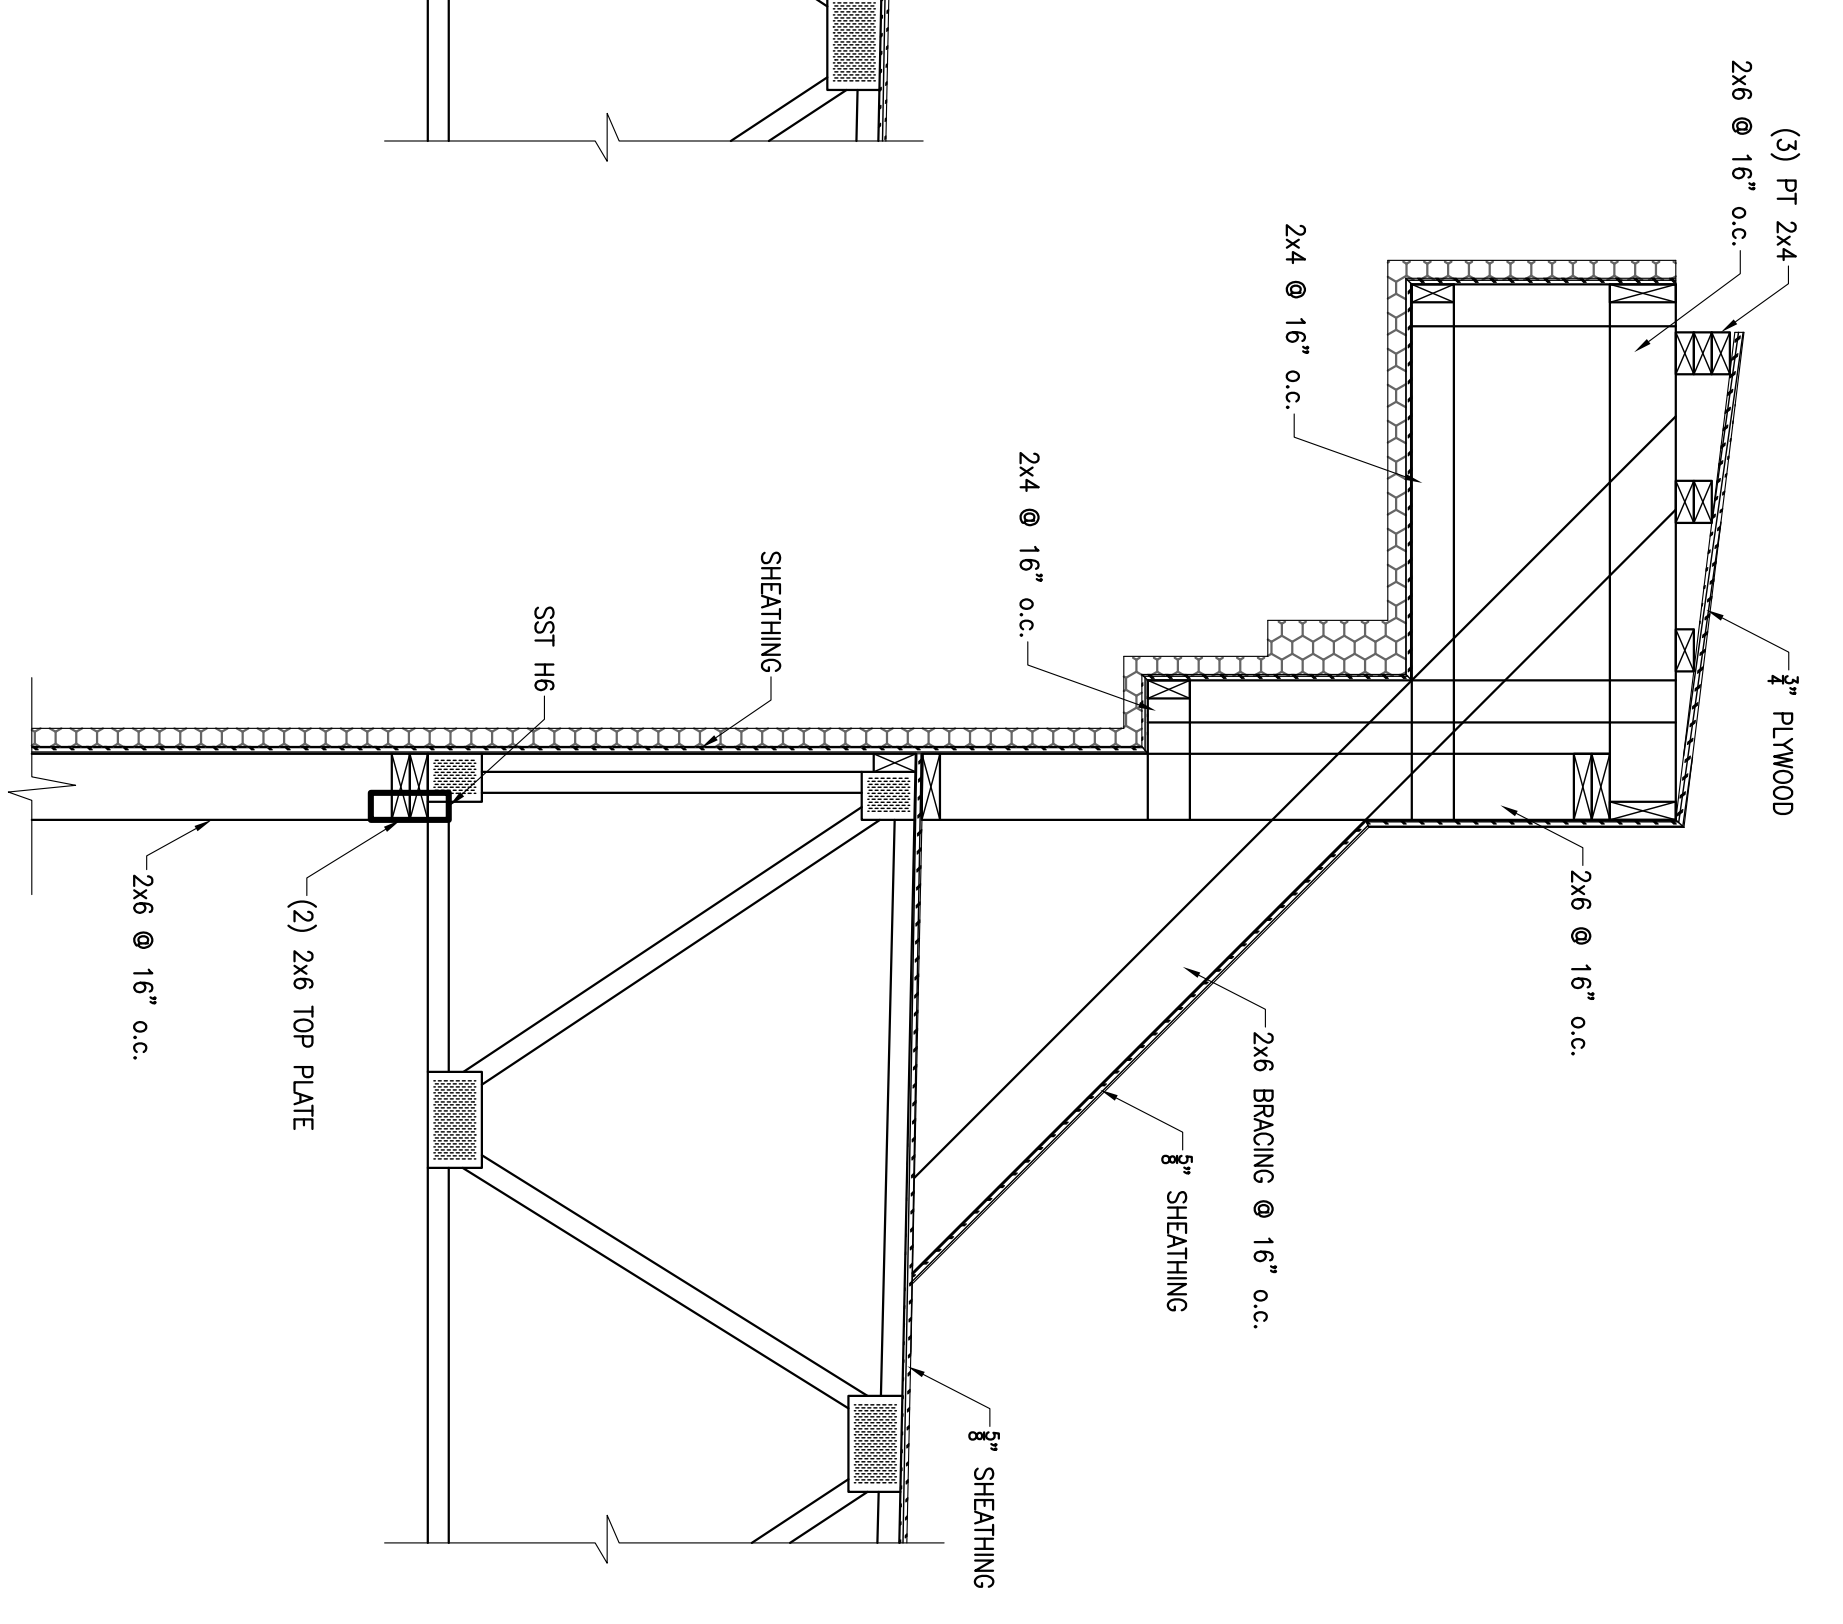 (3) PT 2x4
2x6 @ 16" o.c.
3/4" PLYWOOD
2x6 @ 16" o.c.
2x4 @ 16" o.c.
2x6 BRACING @ 16" o.c.
5/8" SHEATHING
2x4 @ 16" o.c.
5/8" SHEATHING
SHEATHING
SST H6
(2) 2x6 TOP PLATE
2x6 @ 16" o.c.